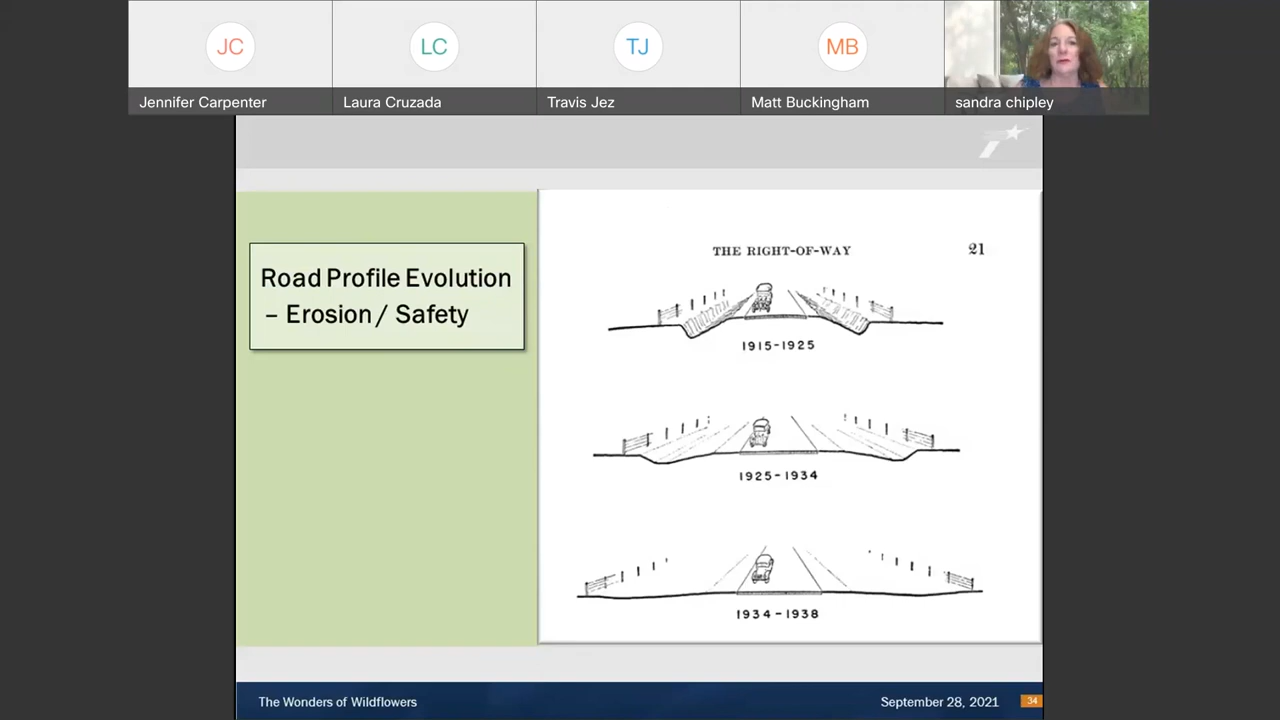 JC
LC
TJ
MB
Jennifer Carpenter
Laura Cruzada
Travis Jez
Matt Buckingham
sandra chipley
Road Profile Evolution
– Erosion / Safety
THE RIGHT-OF-WAY
21
1915-1925
1925-1934
1934-1938
The Wonders of Wildflowers
September 28, 2021
34